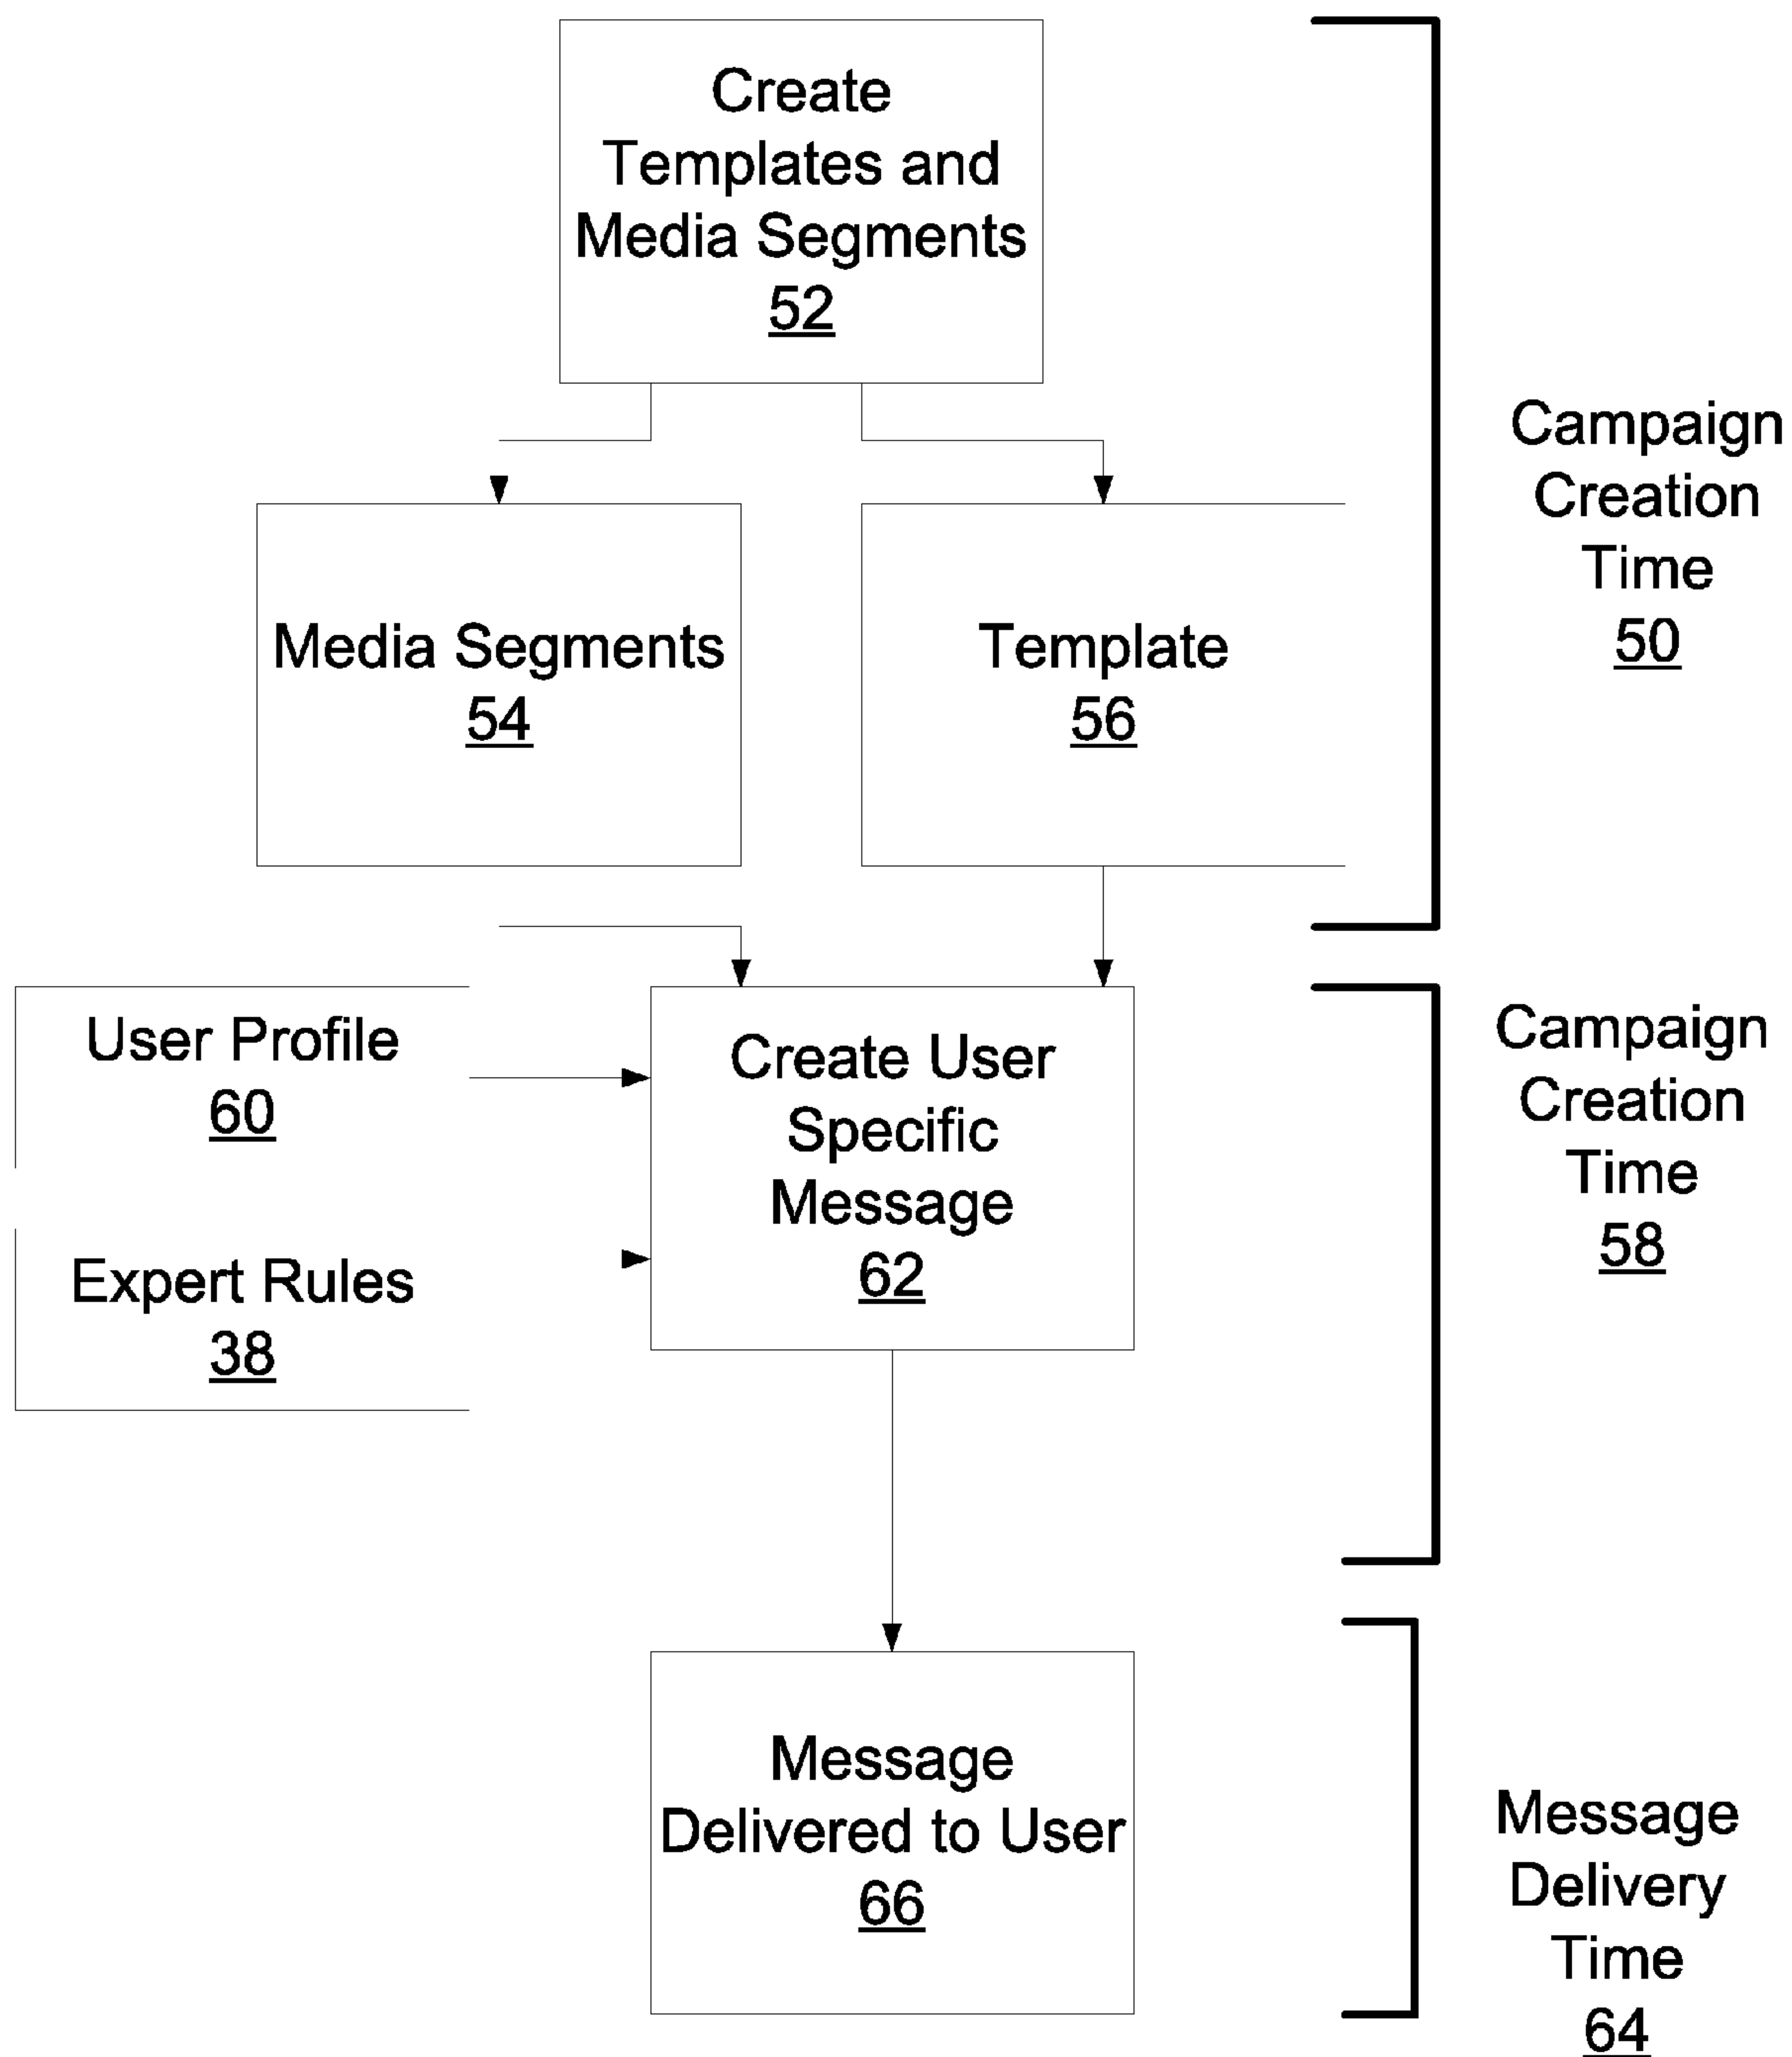 Create
Templates and
Media Segments
52
Campaign
Creation
Time
50
Media Segments
54
Template
56
User Profile
60
Expert Rules
38
Create User
Specific
Message
62
Campaign
Creation
Time
58
Message
Delivered to User
66
Message
Delivery
Time
64